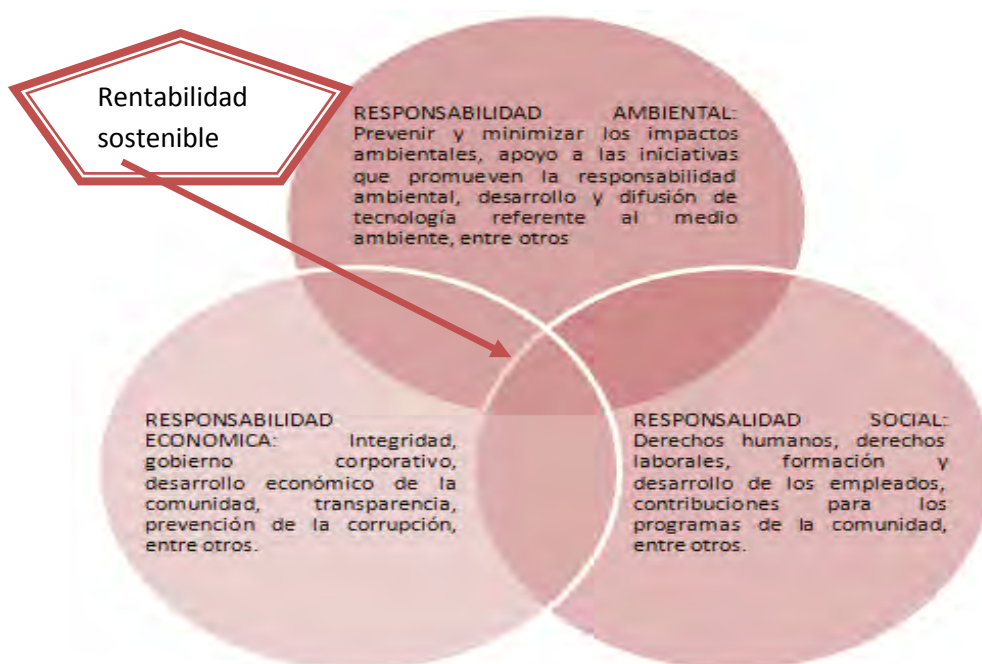 Rentabilidad
sostenible
RESPONSABILIDAD AMBIENTAL:
Prevenir y minimizar los impactos
ambientales, apoyo a las iniciativas
que promueven la responsabilidad
ambiental, desarrollo y difusión de
tecnología referente al medio
ambiente, entre otros
RESPONSABILIDAD
ECONOMICA: Integridad,
gobierno corporativo,
desarrollo económico de la
comunidad, transparencia,
prevención de la corrupción,
entre otros.
RESPONSALIDAD SOCIAL:
Derechos humanos, derechos
laborales, formación y
desarrollo de los empleados,
contribuciones para los
programas de la comunidad,
entre otros.